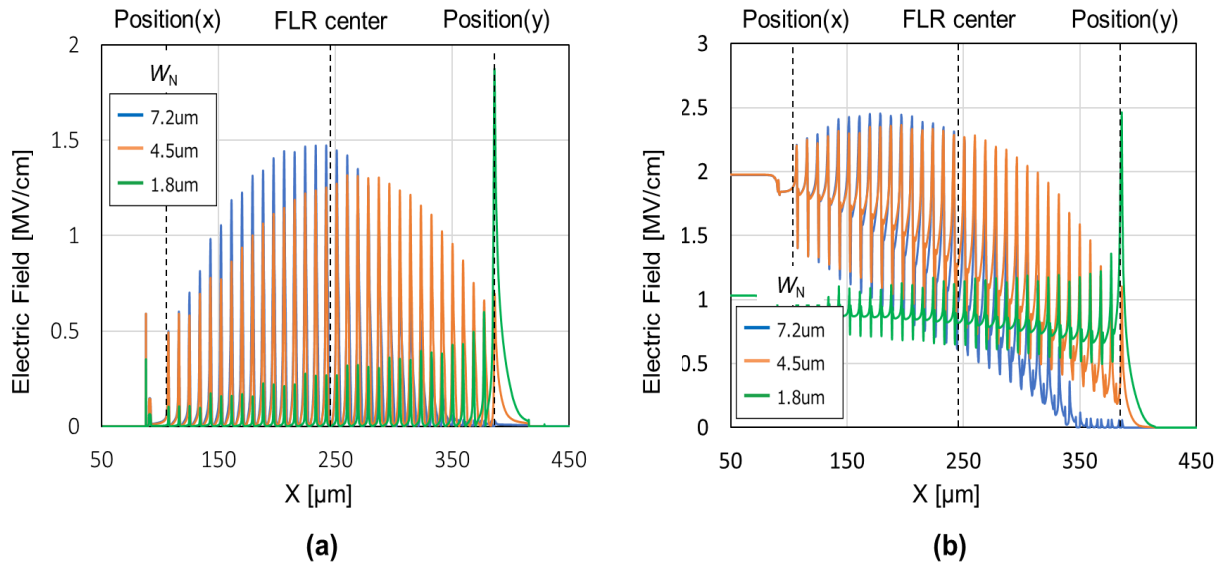 Position(x) FLR center Position(y)
2
1.5
1
0.5
0
Electric Field [MV/cm]
W_N
7.2um
4.5um
1.8um
50 150 250 350 450
X [μm]
(a)
Position(x) FLR center Position(y)
3
2.5
2
1.5
1
0.5
0
Electric Field [MV/cm]
W_N
7.2um
4.5um
1.8um
50 150 250 350 450
X [μm]
(b)